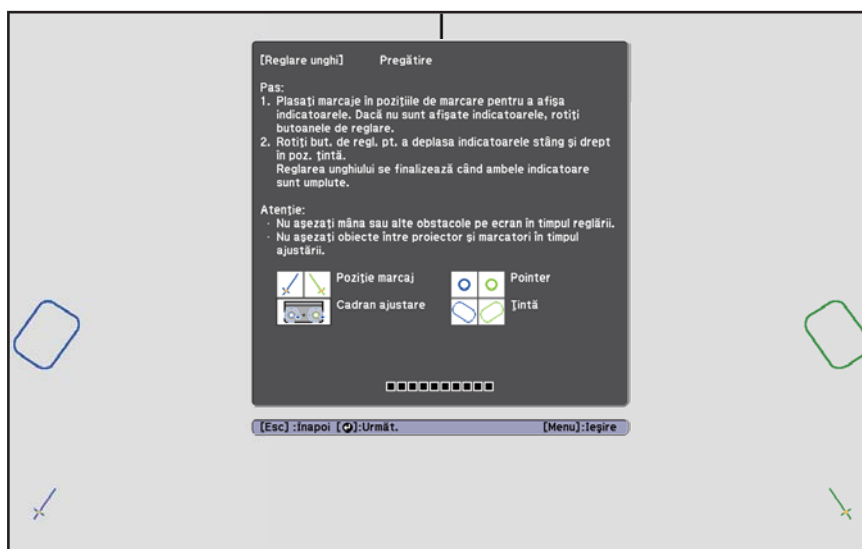 [Reglare unghi] Pregătire
Pas:
1. Plasați marcaje în pozițiile de marcare pentru a afișa
indicatoarele. Dacă nu sunt afișate indicatoarele, rotiți
butoanele de reglare.
2. Rotiți but. de regl. pt. a deplasa indicatoarele stâng și drept
în poz. țintă.
Reglarea unghiului se finalizează când ambele indicatoare
sunt umplute.
Atenție:
· Nu așezați mâna sau alte obstacole pe ecran în timpul reglării.
· Nu așezați obiecte între proiector și marcatori în timpul
ajustării.
Poziție marcaj Pointer
Cadran ajustare Țintă
[Esc] :Înapoi [⏎]:Următ. [Menu]:Ieșire